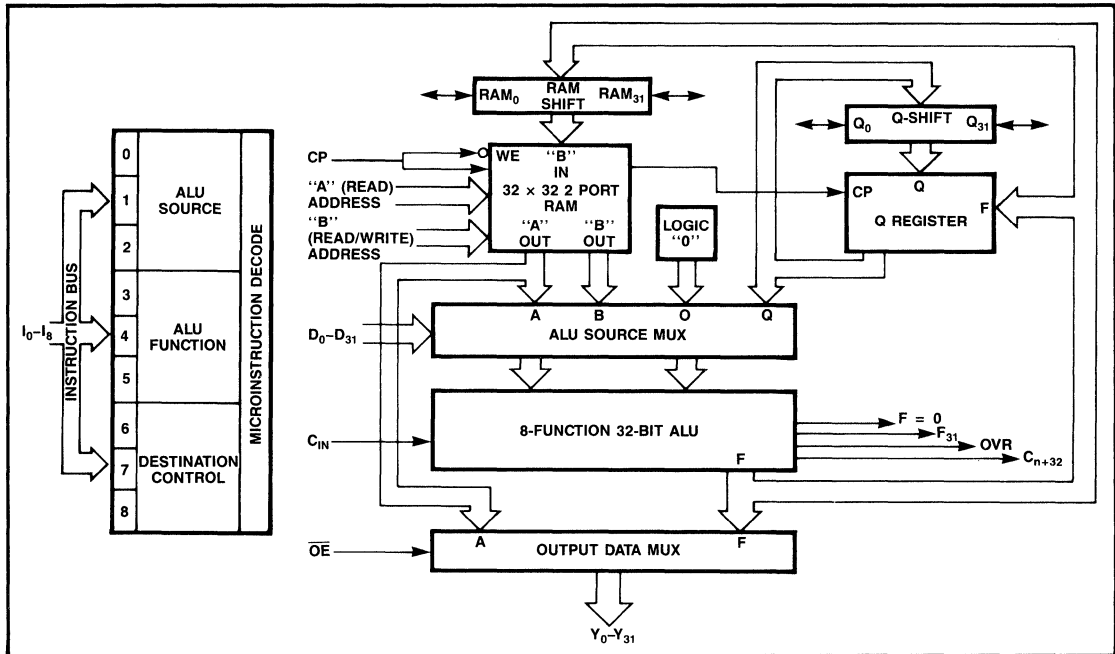 RAM₀ RAM SHIFT RAM₃₁
Q₀ Q-SHIFT Q₃₁
CP
WE "B"
IN
32 × 32 2 PORT
RAM
"A" OUT "B" OUT
"A" (READ)
ADDRESS
"B"
(READ/WRITE)
ADDRESS
LOGIC
"0"
CP Q F
Q REGISTER
I₀–I₈
INSTRUCTION BUS
0
1
2
ALU
SOURCE
3
4
5
ALU
FUNCTION
6
7
8
DESTINATION
CONTROL
MICROINSTRUCTION DECODE
D₀–D₃₁
A B O Q
ALU SOURCE MUX
C_IN
8-FUNCTION 32-BIT ALU
F
F = 0
F₃₁
OVR
Cₙ₊₃₂
O̅E̅
A F
OUTPUT DATA MUX
Y₀–Y₃₁